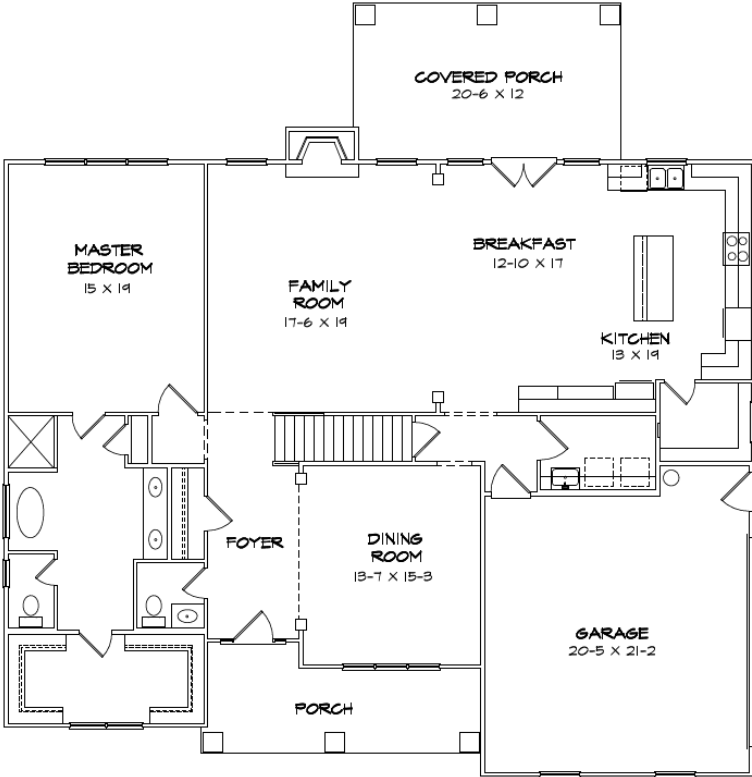 COVERED PORCH
20-6 X 12
MASTER
BEDROOM
15 X 19
FAMILY
ROOM
17-6 X 19
BREAKFAST
12-10 X 17
KITCHEN
13 X 19
FOYER
DINING
ROOM
13-7 X 15-3
GARAGE
20-5 X 21-2
PORCH